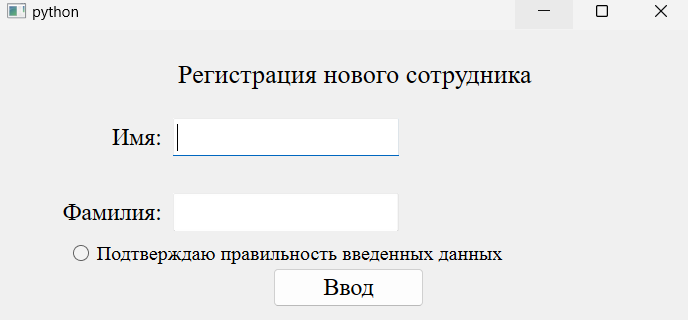 python
Регистрация нового сотрудника
Имя:
Фамилия:
Подтверждаю правильность введенных данных
Ввод